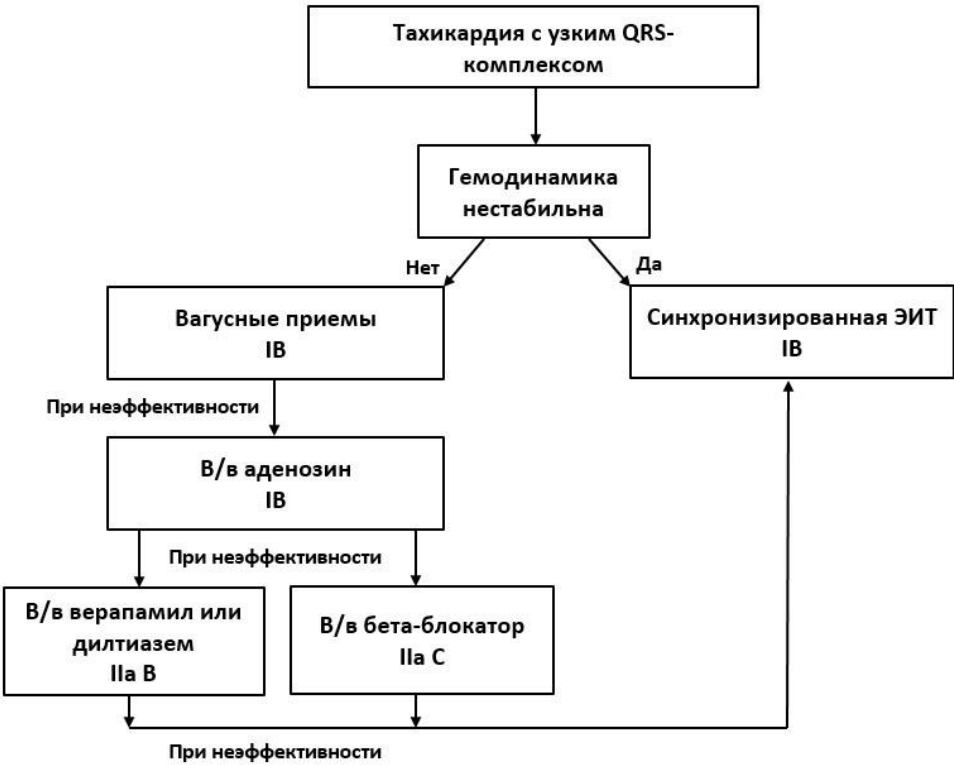 Тахикардия с узким QRS-
комплексом
Гемодинамика
нестабильна
Нет
Да
Вагусные приемы
IB
Синхронизированная ЭИТ
IB
При неэффективности
В/в аденозин
IB
При неэффективности
В/в верапамил или
дилтиазем
IIa B
В/в бета-блокатор
IIa C
При неэффективности